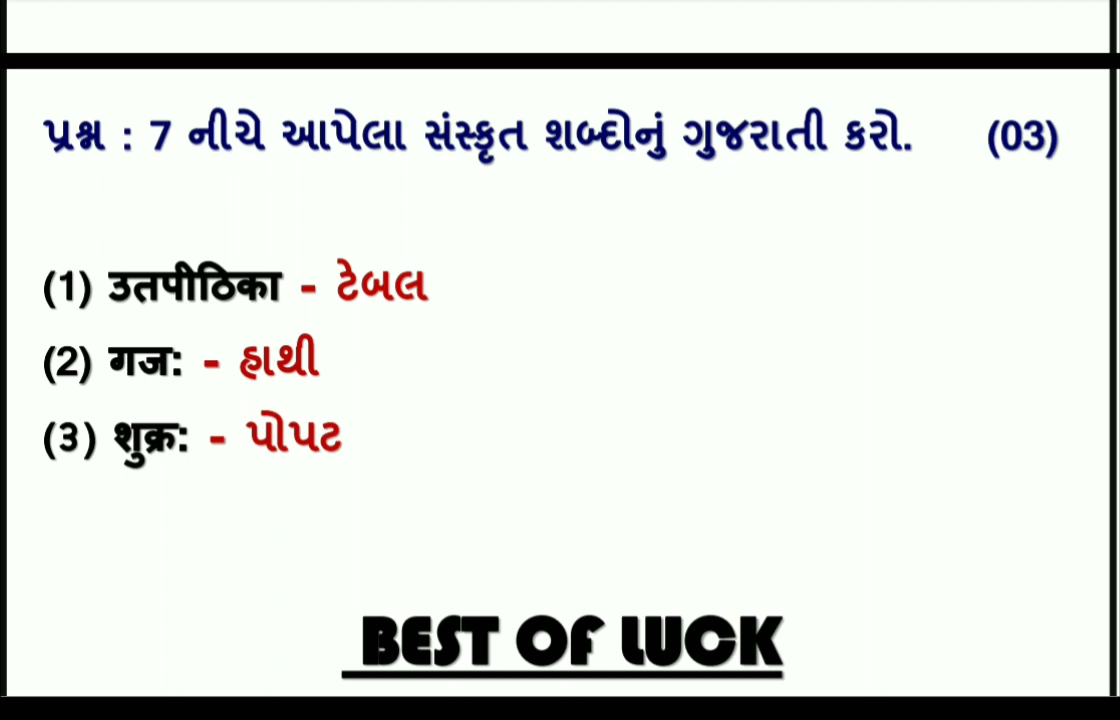 પ્રશ્ન : 7 નીચે આપેલા સંસ્કૃત શબ્દોનું ગુજરાતી કરો. (03)
(1) उतपीठिका - ટેબલ
(2) गज: - હાથી
(3) शुक्र: - પોપટ
BEST OF LUCK